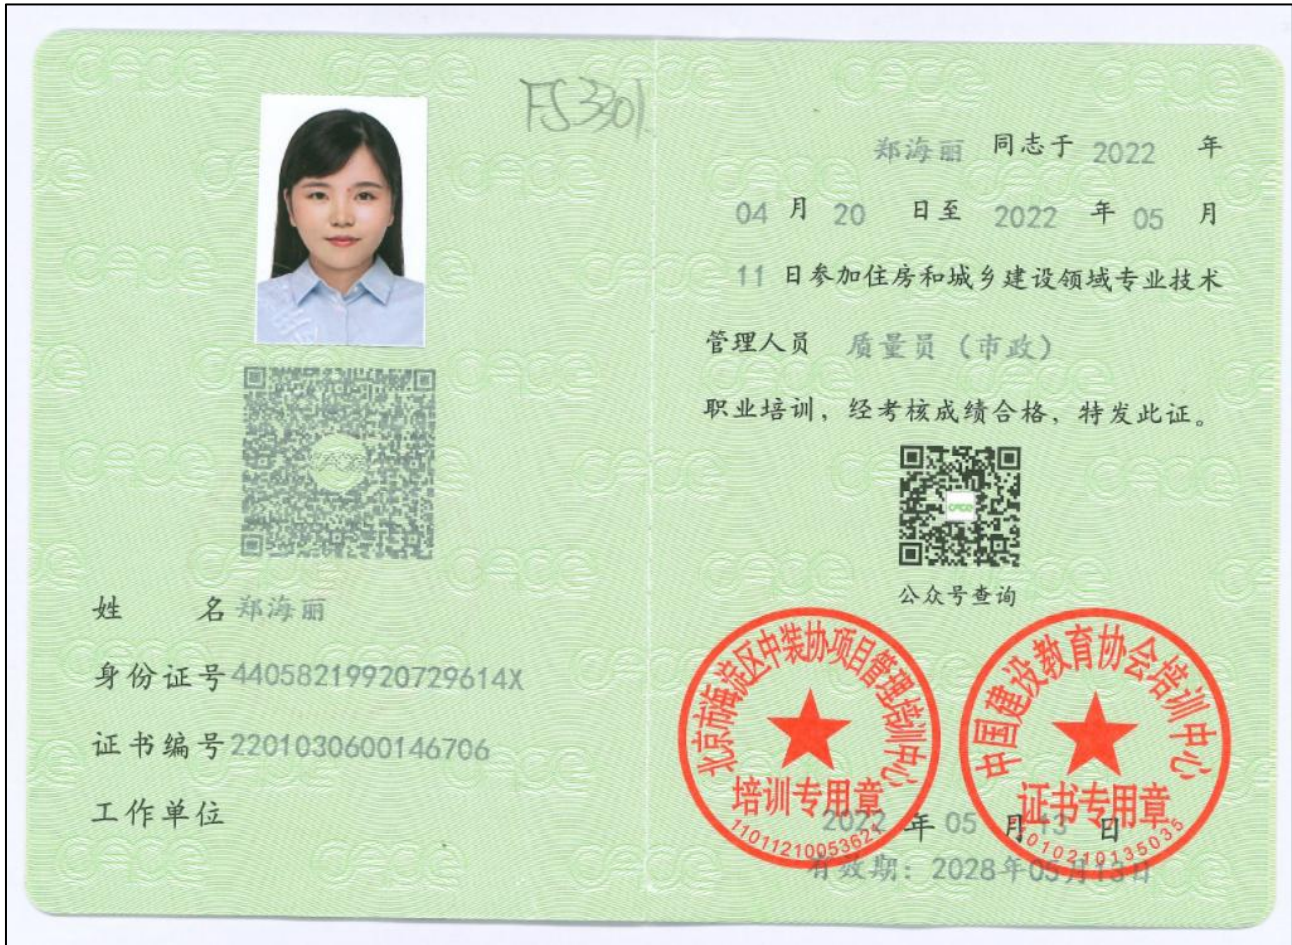 FS3301.
姓 名 郑海丽
身份证号 44058219920729614X
证书编号 2201030600146706
工作单位
郑海丽 同志于 2022 年
04 月 20 日至 2022 年 05 月
11 日参加住房和城乡建设领域专业技术
管理人员 质量员（市政）
职业培训，经考核成绩合格，特发此证。
公众号查询
北京市海淀区中装协项目管理培训中心
培训专用章
11011210053621
中国建设教育协会培训中心
证书专用章
2022 年 05 月 13 日
有效期：2028年05月13日